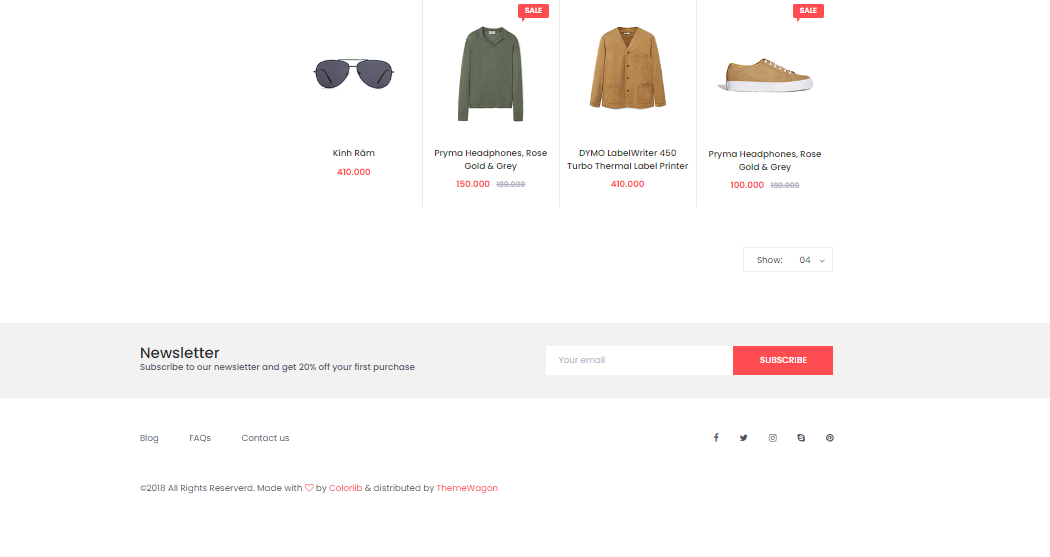 SALE
SALE
Kính Râm
410.000
Pryma Headphones, Rose
Gold & Grey
150.000 180.000
DYMO LabelWriter 450
Turbo Thermal Label Printer
410.000
Pryma Headphones, Rose
Gold & Grey
100.000 180.000
Show: 04
Newsletter
Subscribe to our newsletter and get 20% off your first purchase
Your email
SUBSCRIBE
Blog FAQs Contact us
©2018 All Rights Reserverd. Made with ♡ by Colorlib & distributed by ThemeWagon